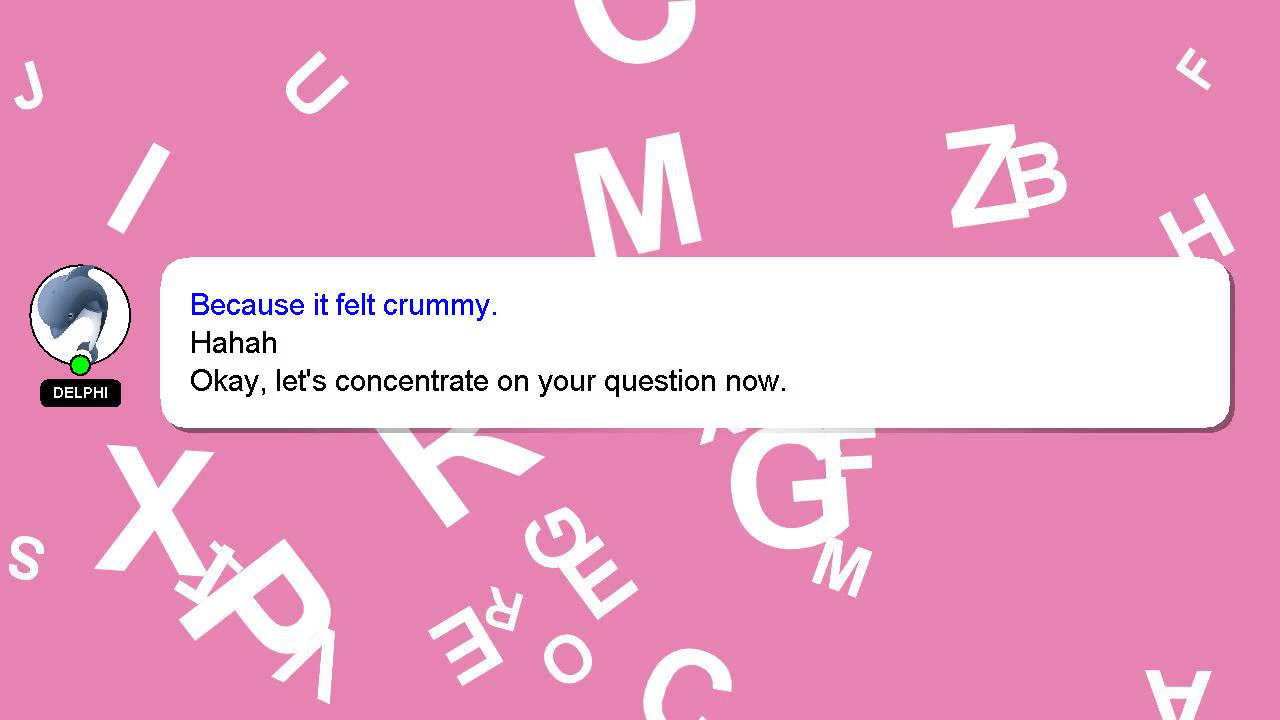 J
U
C
F
I
M
Z
B
H
Because it felt crummy.
Hahah
Okay, let's concentrate on your question now.
DELPHI
K
G
F
X
S
P
V
G
E
M
E
R
O
C
A